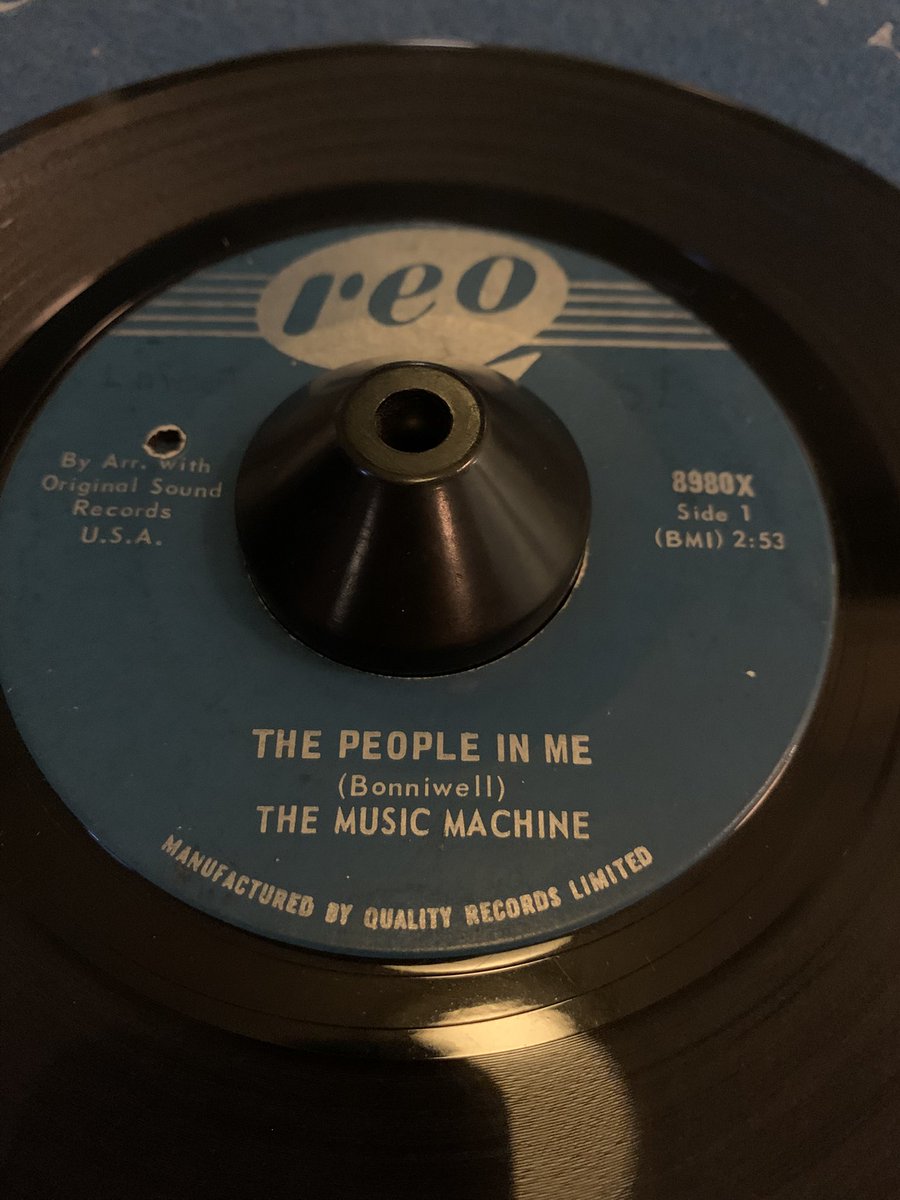 reo
By Arr. with
Original Sound
Records
U.S.A.
8980X
Side 1
(BMI) 2:53
THE PEOPLE IN ME
(Bonniwell)
THE MUSIC MACHINE
MANUFACTURED BY QUALITY RECORDS LIMITED